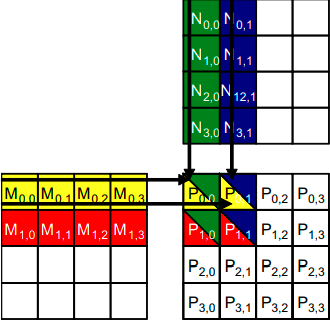 N0,0 N0,1
N1,0 N1,1
N2,0 N12,1
N3,0 N3,1
M0,0 M0,1 M0,2 M0,3 P0,0 P0,1 P0,2 P0,3
M1,0 M1,1 M1,2 M1,3 P1,0 P1,1 P1,2 P1,3
P2,0 P2,1 P2,2 P2,3
P3,0 P3,1 P3,2 P3,3